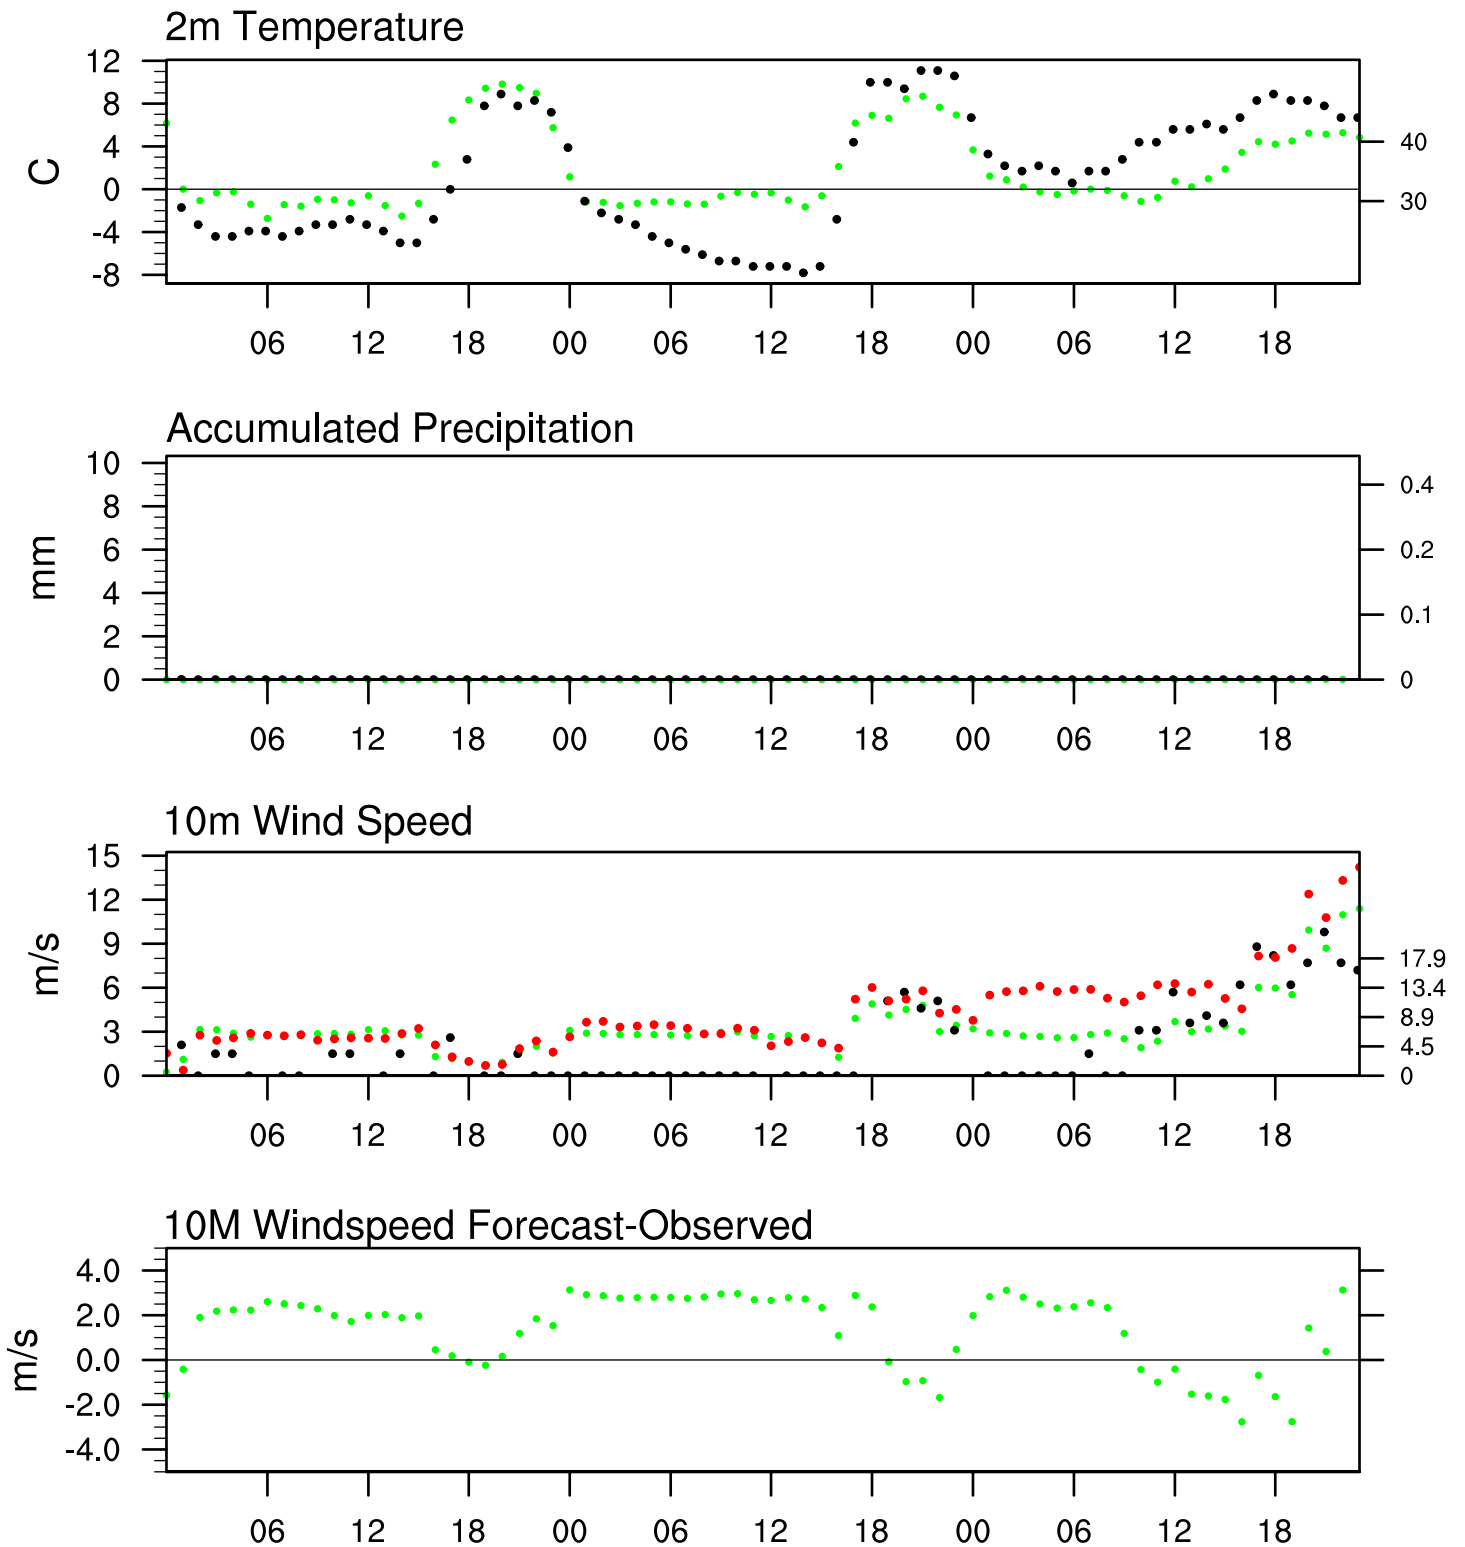 2m Temperature
12
8
4
0
-4
-8
C
40
30
06 12 18 00 06 12 18 00 06 12 18
Accumulated Precipitation
10
8
6
4
2
0
mm
0.4
0.2
0.1
0
06 12 18 00 06 12 18 00 06 12 18
10m Wind Speed
15
12
9
6
3
0
m/s
17.9
13.4
8.9
4.5
0
06 12 18 00 06 12 18 00 06 12 18
10M Windspeed Forecast-Observed
4.0
2.0
0.0
-2.0
-4.0
m/s
06 12 18 00 06 12 18 00 06 12 18